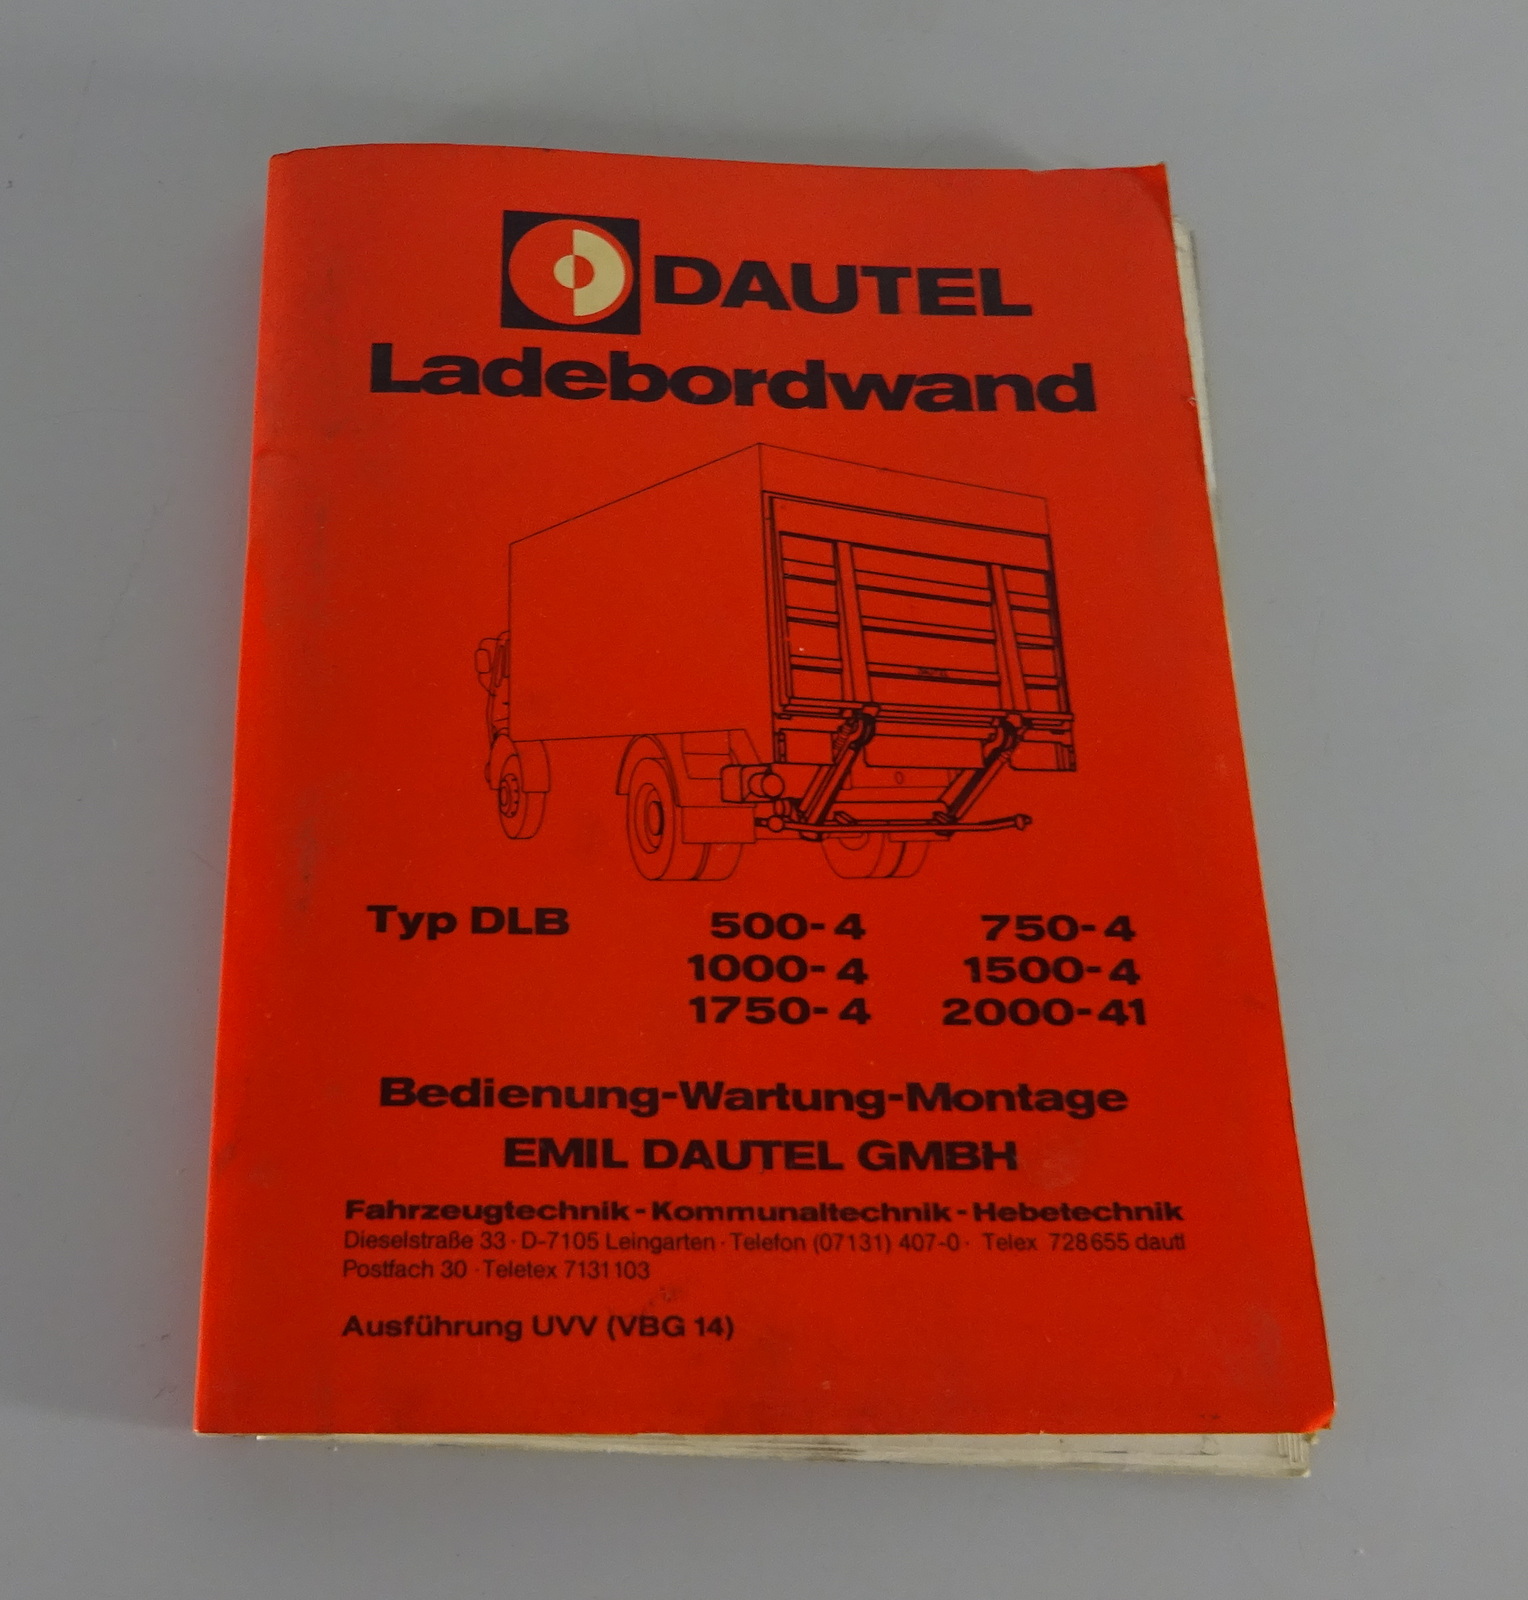 DAUTEL
Ladebordwand
Typ DLB 500-4 750-4
1000-4 1500-4
1750-4 2000-41
Bedienung-Wartung-Montage
EMIL DAUTEL GMBH
Fahrzeugtechnik - Kommunaltechnik - Hebetechnik
Dieselstraße 33 · D-7105 Leingarten · Telefon (07131) 407-0 · Telex 728655 dautl
Postfach 30 · Teletex 7131103
Ausführung UVV (VBG 14)